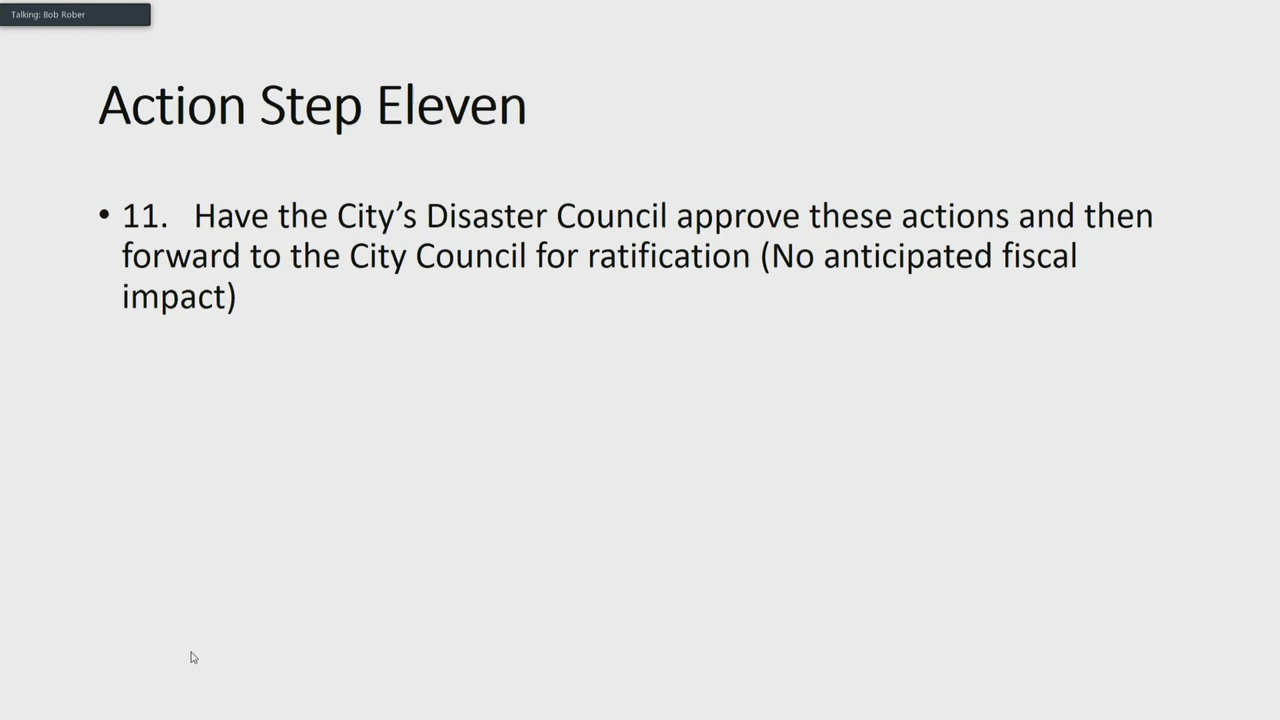 Talking: Bob Rober
Action Step Eleven
• 11. Have the City’s Disaster Council approve these actions and then
forward to the City Council for ratification (No anticipated fiscal
impact)